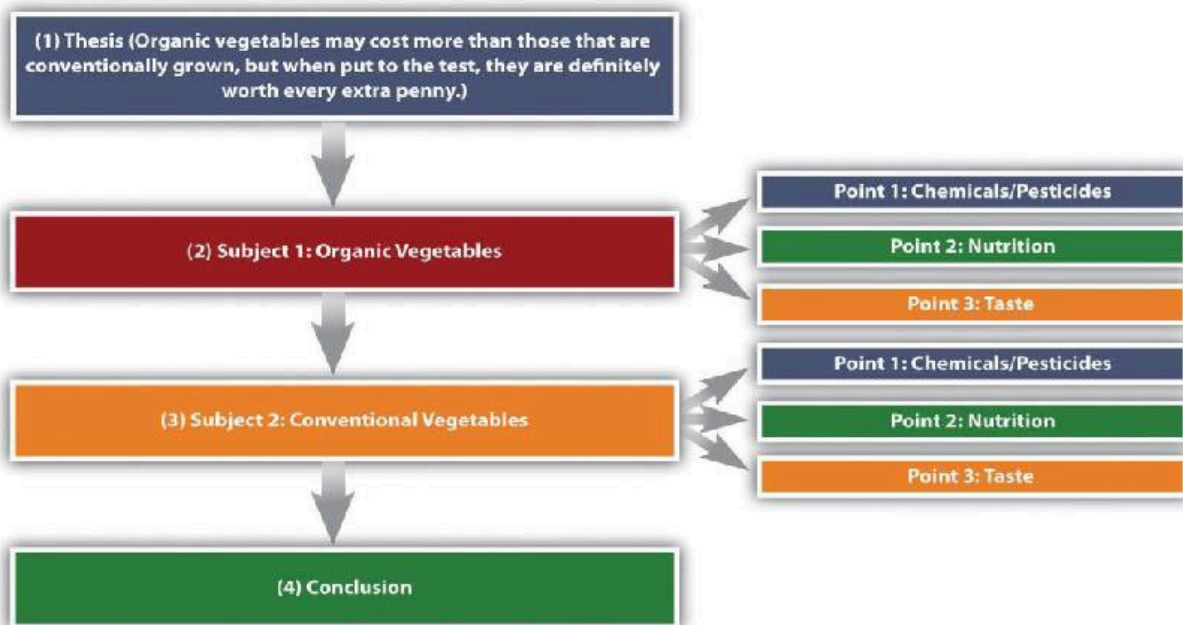 (1) Thesis (Organic vegetables may cost more than those that are
conventionally grown, but when put to the test, they are definitely
worth every extra penny.)
(2) Subject 1: Organic Vegetables
Point 1: Chemicals/Pesticides
Point 2: Nutrition
Point 3: Taste
(3) Subject 2: Conventional Vegetables
Point 1: Chemicals/Pesticides
Point 2: Nutrition
Point 3: Taste
(4) Conclusion